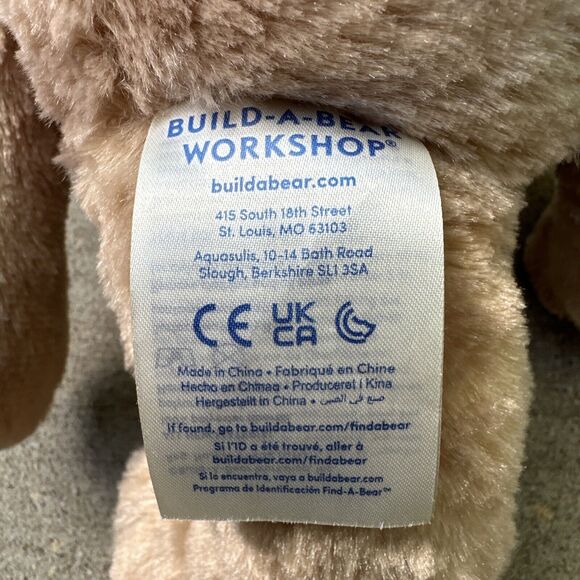 BUILD-A-BEAR
WORKSHOP®
buildabear.com
415 South 18th Street
St. Louis, MO 63103
Aquasulis, 10-14 Bath Road
Slough, Berkshire SL1 3SA
CE UK
CA
Made in China • Fabriqué en Chine
Hecho en Chinaa • Produceret i Kina
Hergestellt in China • صنع في الصين
If found, go to buildabear.com/findabear
Si l'ID a été trouvé, aller à
buildabear.com/findabear
Si lo encuentra, vaya a buildabear.com
Programa de Identificación Find-A-Bear™